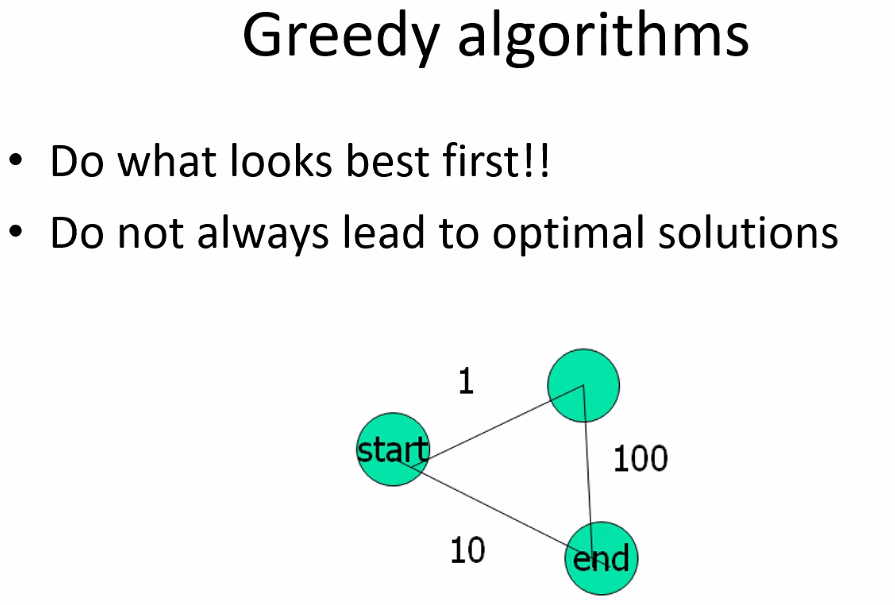 Greedy algorithms
• Do what looks best first!!
• Do not always lead to optimal solutions
1
start
100
10
end